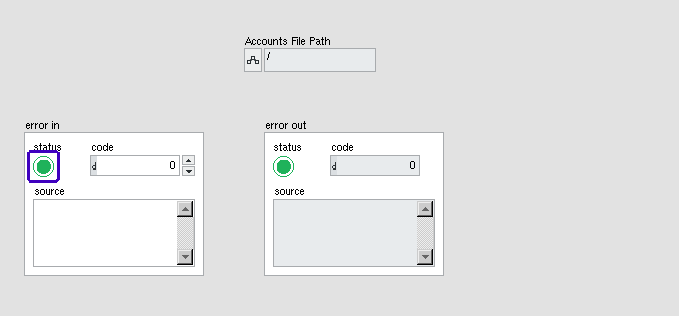 Accounts File Path
/
error in
status code
d 0
source
error out
status code
d 0
source